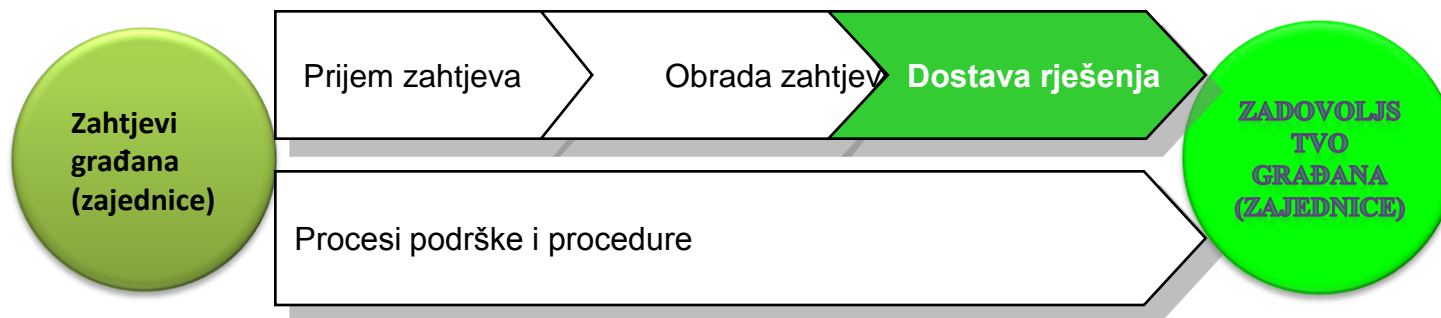 Zahtjevi
građana
(zajednice)
Prijem zahtjeva
Obrada zahtjev
Dostava rješenja
Procesi podrške i procedure
ZADOVOLJS
TVO
GRAĐANA
(ZAJEDNICE)